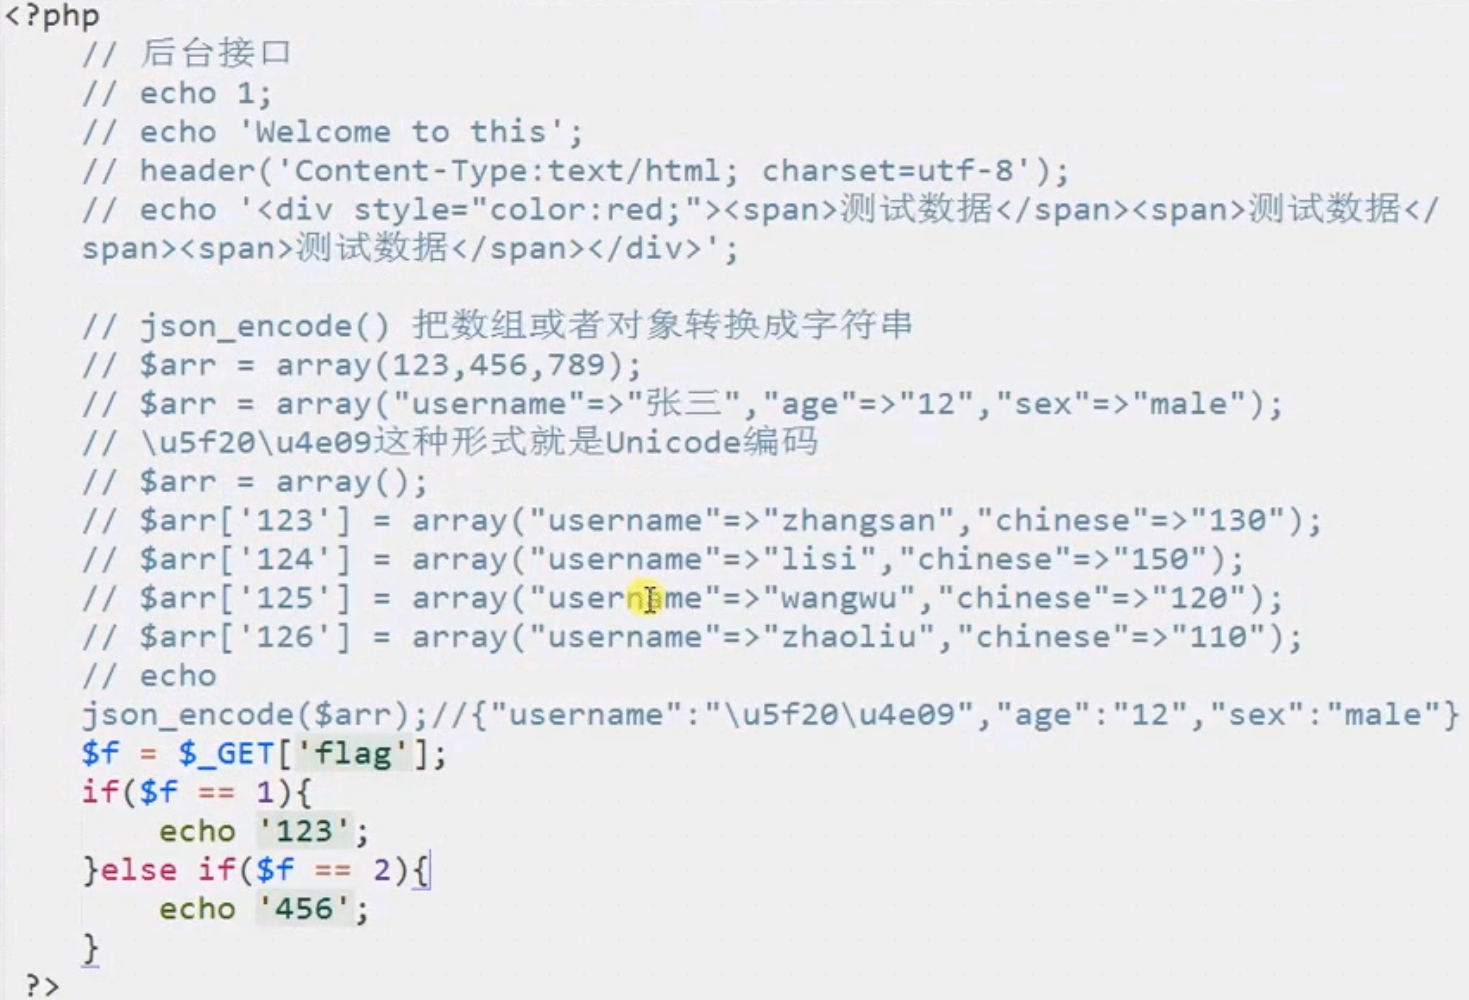 <?php
// 后台接口
// echo 1;
// echo 'Welcome to this';
// header('Content-Type:text/html; charset=utf-8');
// echo '<div style="color:red;"><span>测试数据</span><span>测试数据</
span><span>测试数据</span></div>';
// json_encode() 把数组或者对象转换成字符串
// $arr = array(123,456,789);
// $arr = array("username"=>"张三","age"=>"12","sex"=>"male");
// \u5f20\u4e09这种形式就是Unicode编码
// $arr = array();
// $arr['123'] = array("username"=>"zhangsan","chinese"=>"130");
// $arr['124'] = array("username"=>"lisi","chinese"=>"150");
// $arr['125'] = array("username"=>"wangwu","chinese"=>"120");
// $arr['126'] = array("username"=>"zhaoliu","chinese"=>"110");
// echo
json_encode($arr);//{"username":"\u5f20\u4e09","age":"12","sex":"male"}
$f = $_GET['flag'];
if($f == 1){
echo '123';
}else if($f == 2){
echo '456';
}
?>